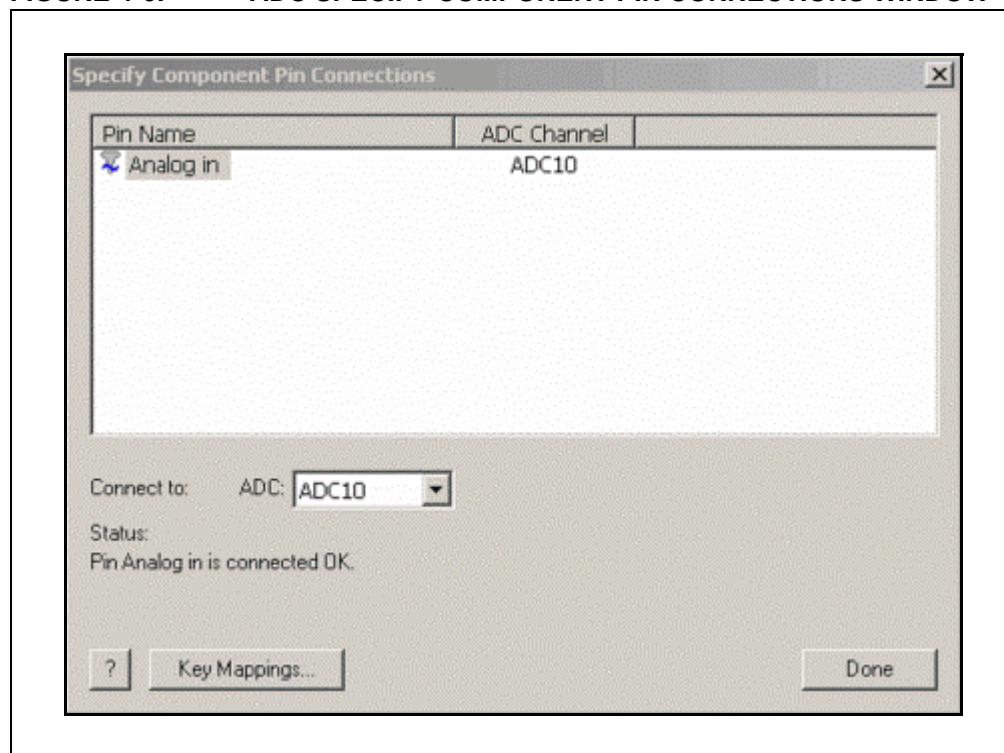 Specify Component Pin Connections
Pin Name ADC Channel
Analog in ADC10
Connect to: ADC: ADC10
Status:
Pin Analog in is connected OK.
? Key Mappings... Done